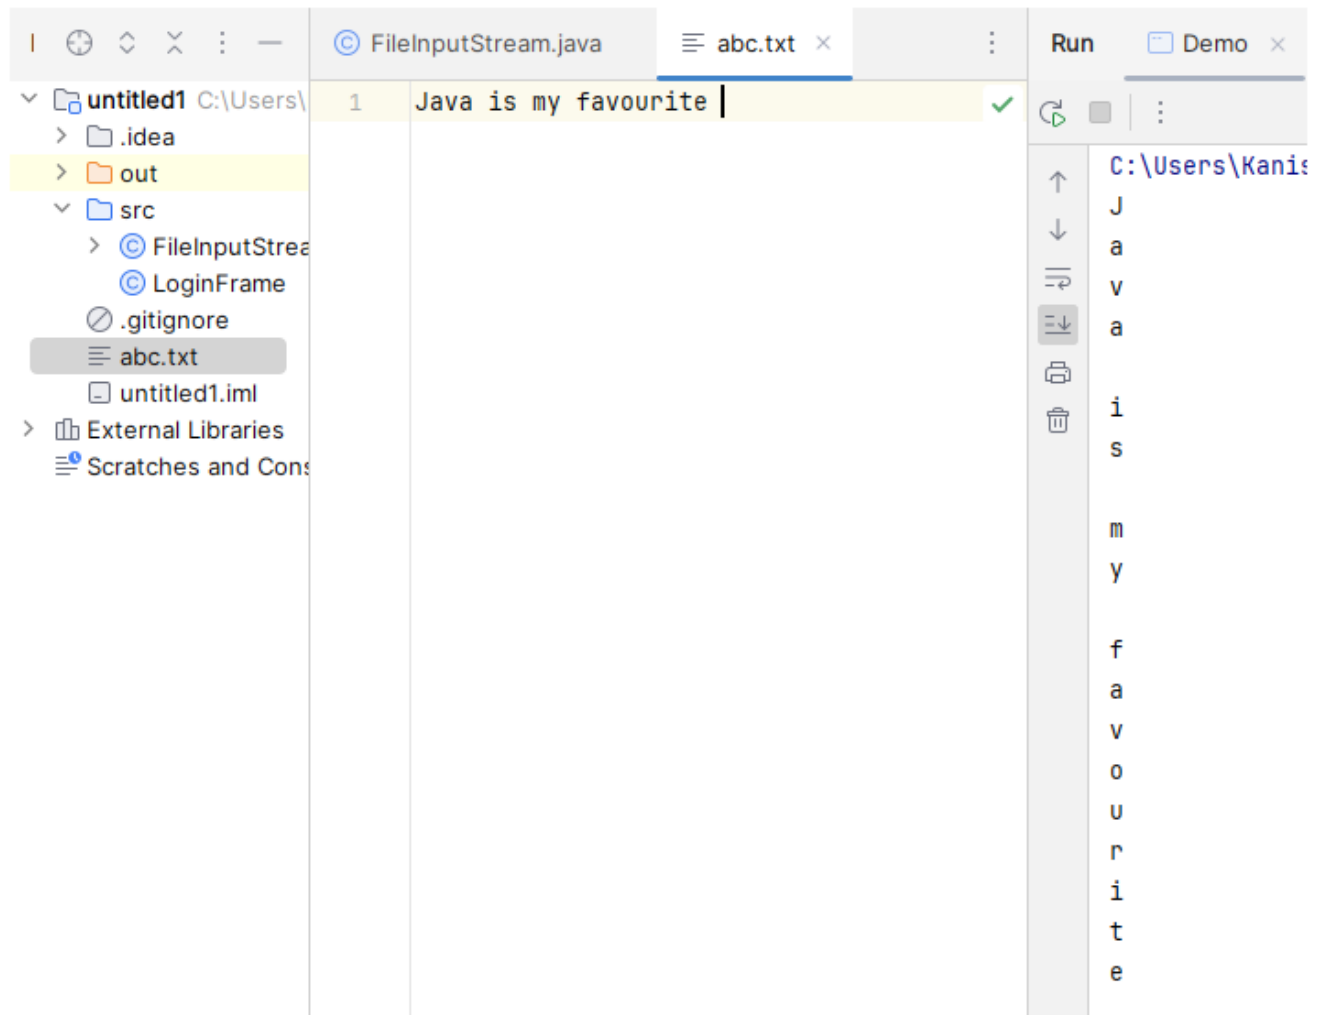 FileInputStream.java
abc.txt
Run
Demo
untitled1 C:\Users\
.idea
out
src
FileInputStrea
LoginFrame
.gitignore
abc.txt
untitled1.iml
External Libraries
Scratches and Cons
1 Java is my favourite
C:\Users\Kanis
J
a
v
a
i
s
m
y
f
a
v
o
u
r
i
t
e